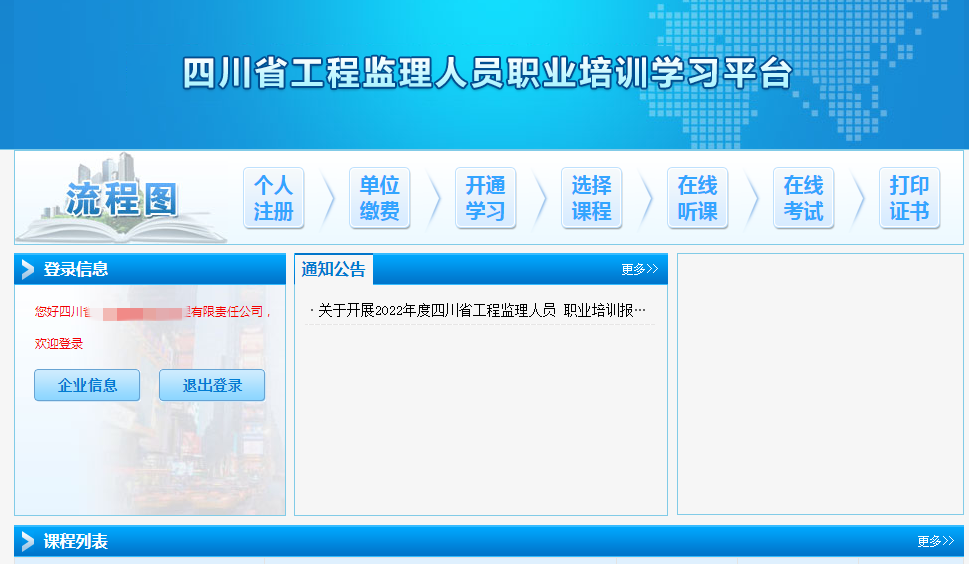 四川省工程监理人员职业培训学习平台
流程图
个人
注册
单位
缴费
开通
学习
选择
课程
在线
听课
在线
考试
打印
证书
登录信息
您好四川省 有限责任公司，
欢迎登录
企业信息 退出登录
通知公告 更多>>
· 关于开展2022年度四川省工程监理人员 职业培训报…
课程列表 更多>>